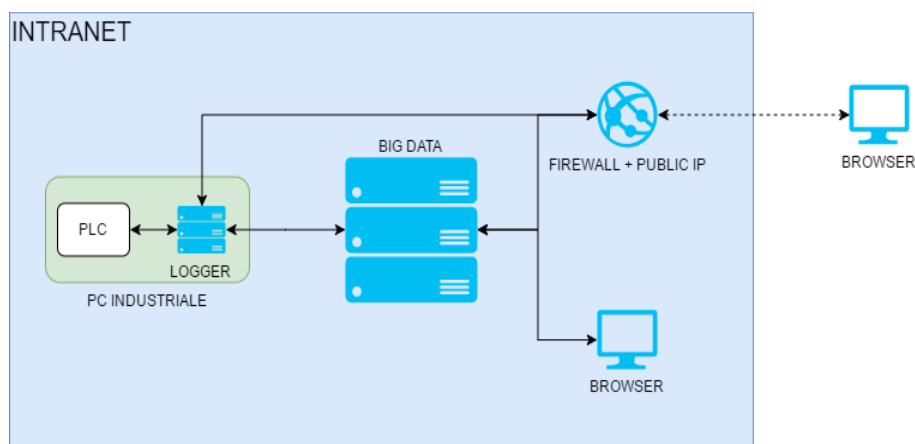 INTRANET
BIG DATA
FIREWALL + PUBLIC IP
BROWSER
PLC
LOGGER
PC INDUSTRIALE
BROWSER